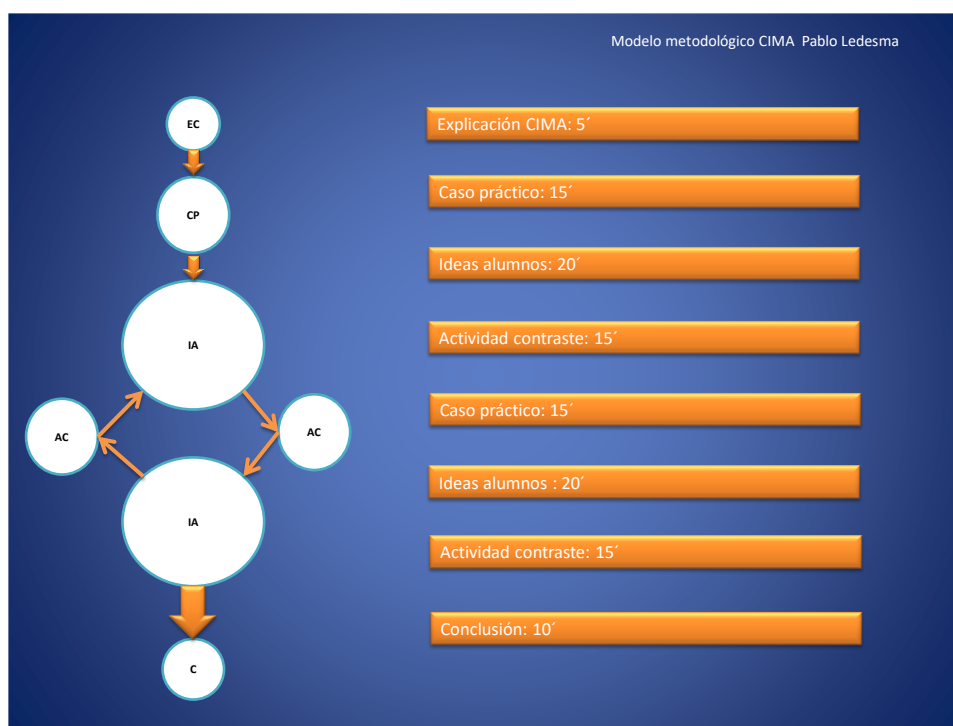 Modelo metodológico CIMA  Pablo Ledesma
EC
Explicación CIMA: 5´
CP
Caso práctico: 15´
Ideas alumnos: 20´
IA
Actividad contraste: 15´
AC
AC
Caso práctico: 15´
Ideas alumnos : 20´
IA
Actividad contraste: 15´
Conclusión: 10´
C